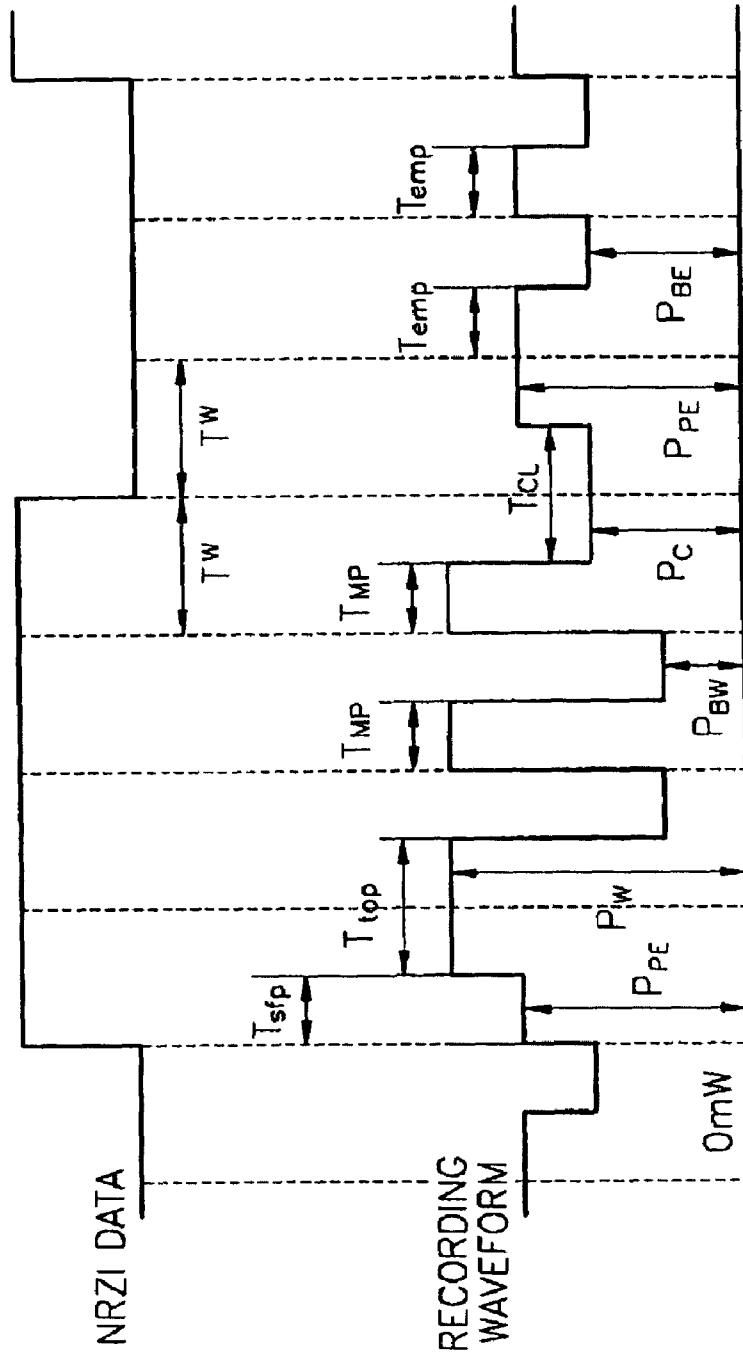 NRZI DATA
TW
TW
RECORDING
WAVEFORM
Tsfp
Ttop
TMP
TMP
TCL
Temp
Temp
0mW
PPE
PW
PBW
PC
PPE
PBE